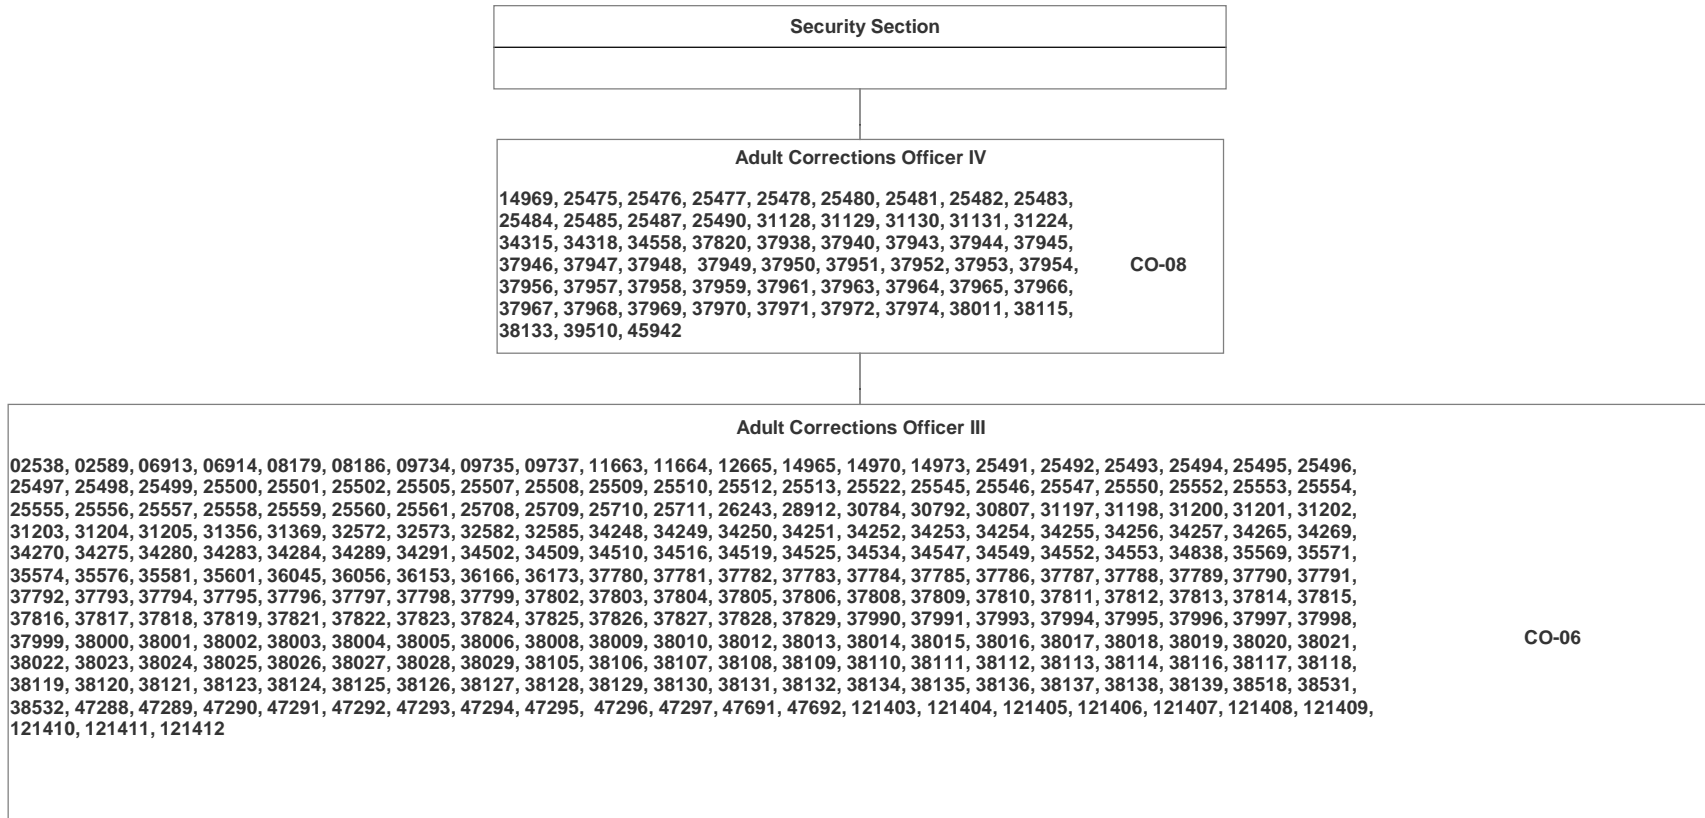 Security Section
Adult Corrections Officer IV
14969, 25475, 25476, 25477, 25478, 25480, 25481, 25482, 25483,
25484, 25485, 25487, 25490, 31128, 31129, 31130, 31131, 31224,
34315, 34318, 34558, 37820, 37938, 37940, 37943, 37944, 37945,
37946, 37947, 37948,  37949, 37950, 37951, 37952, 37953, 37954,
CO-08
37956, 37957, 37958, 37959, 37961, 37963, 37964, 37965, 37966,
37967, 37968, 37969, 37970, 37971, 37972, 37974, 38011, 38115,
38133, 39510, 45942
Adult Corrections Officer III
02538, 02589, 06913, 06914, 08179, 08186, 09734, 09735, 09737, 11663, 11664, 12665, 14965, 14970, 14973, 25491, 25492, 25493, 25494, 25495, 25496,
25497, 25498, 25499, 25500, 25501, 25502, 25505, 25507, 25508, 25509, 25510, 25512, 25513, 25522, 25545, 25546, 25547, 25550, 25552, 25553, 25554,
25555, 25556, 25557, 25558, 25559, 25560, 25561, 25708, 25709, 25710, 25711, 26243, 28912, 30784, 30792, 30807, 31197, 31198, 31200, 31201, 31202,
31203, 31204, 31205, 31356, 31369, 32572, 32573, 32582, 32585, 34248, 34249, 34250, 34251, 34252, 34253, 34254, 34255, 34256, 34257, 34265, 34269,
34270, 34275, 34280, 34283, 34284, 34289, 34291, 34502, 34509, 34510, 34516, 34519, 34525, 34534, 34547, 34549, 34552, 34553, 34838, 35569, 35571,
35574, 35576, 35581, 35601, 36045, 36056, 36153, 36166, 36173, 37780, 37781, 37782, 37783, 37784, 37785, 37786, 37787, 37788, 37789, 37790, 37791,
37792, 37793, 37794, 37795, 37796, 37797, 37798, 37799, 37802, 37803, 37804, 37805, 37806, 37808, 37809, 37810, 37811, 37812, 37813, 37814, 37815,
37816, 37817, 37818, 37819, 37821, 37822, 37823, 37824, 37825, 37826, 37827, 37828, 37829, 37990, 37991, 37993, 37994, 37995, 37996, 37997, 37998,
37999, 38000, 38001, 38002, 38003, 38004, 38005, 38006, 38008, 38009, 38010, 38012, 38013, 38014, 38015, 38016, 38017, 38018, 38019, 38020, 38021,
CO-06
38022, 38023, 38024, 38025, 38026, 38027, 38028, 38029, 38105, 38106, 38107, 38108, 38109, 38110, 38111, 38112, 38113, 38114, 38116, 38117, 38118,
38119, 38120, 38121, 38123, 38124, 38125, 38126, 38127, 38128, 38129, 38130, 38131, 38132, 38134, 38135, 38136, 38137, 38138, 38139, 38518, 38531,
38532, 47288, 47289, 47290, 47291, 47292, 47293, 47294, 47295,  47296, 47297, 47691, 47692, 121403, 121404, 121405, 121406, 121407, 121408, 121409,
121410, 121411, 121412